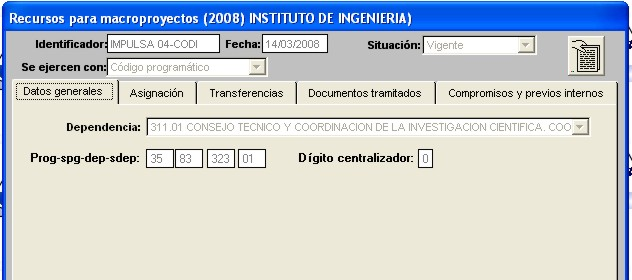 Recursos para macroproyectos (2008) INSTITUTO DE INGENIERIA)
Identificador: IMPULSA 04-CODI Fecha: 14/03/2008 Situación: Vigente
Se ejercen con: Código programático
Datos generales Asignación Transferencias Documentos tramitados Compromisos y previos internos
Dependencia: 311.01 CONSEJO TECNICO Y COORDINACION DE LA INVESTIGACION CIENTIFICA. COO
Prog-spg-dep-sdep: 35 83 323 01 Dígito centralizador: 0